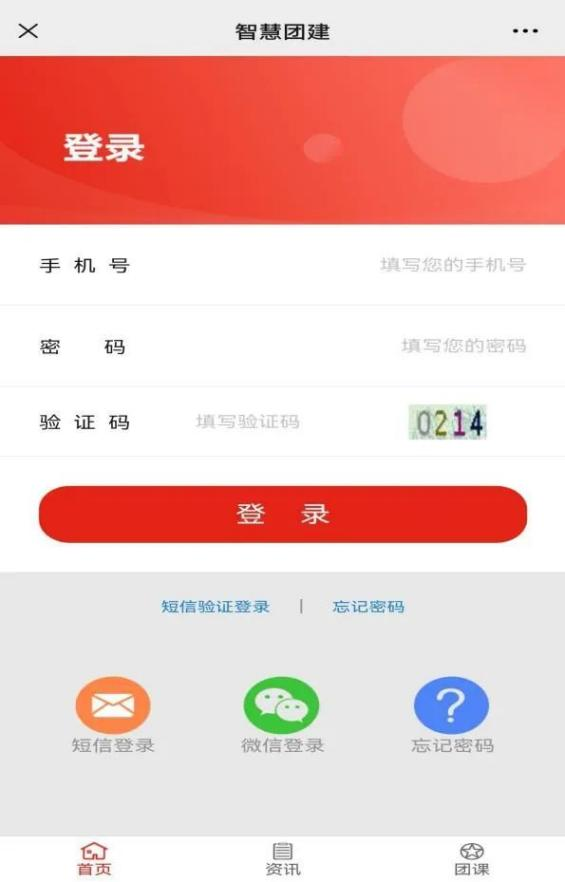 智慧团建
登录
手机号 填写您的手机号
密码 填写您的密码
验证码 填写验证码 0214
登录
短信验证登录 | 忘记密码
短信登录 微信登录 忘记密码
首页 资讯 团课